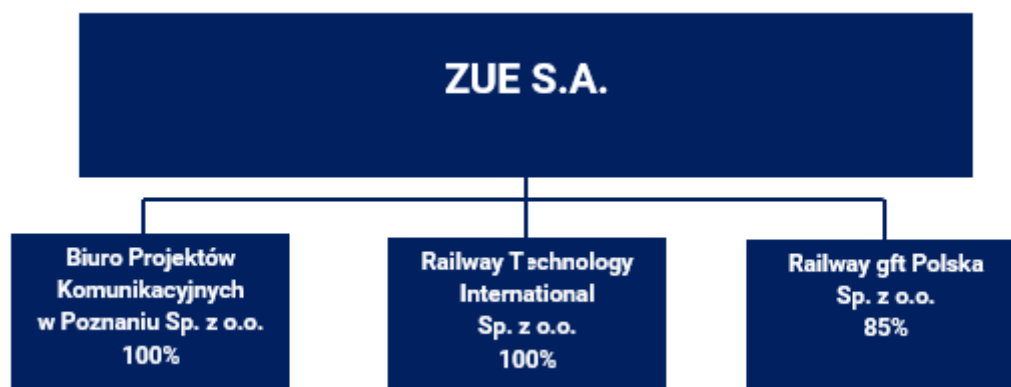 ZUE S.A.
Biuro Projektów
Komunikacyjnych
w Poznaniu Sp. z o.o.
100%
Railway Technology
International
Sp. z o.o.
100%
Railway gft Polska
Sp. z o.o.
85%